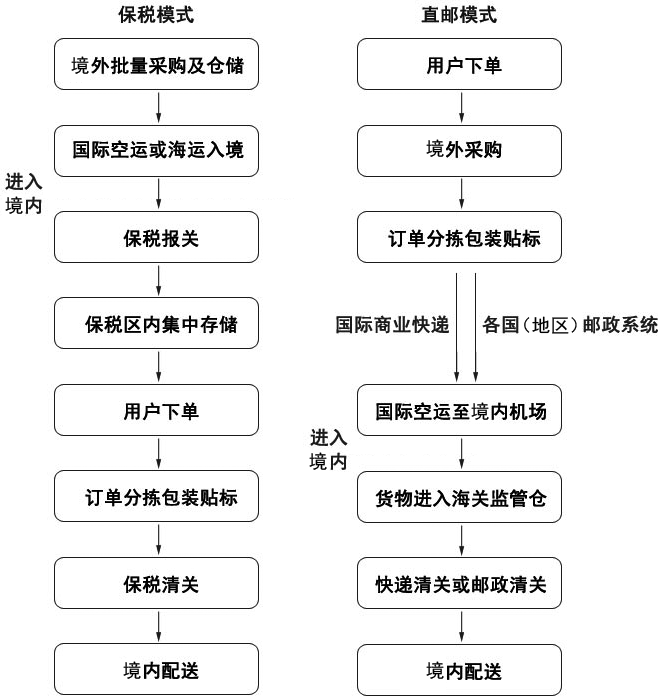 保税模式
境外批量采购及仓储
国际空运或海运入境
进入
境内
保税报关
保税区内集中存储
用户下单
订单分拣包装贴标
保税清关
境内配送
直邮模式
用户下单
境外采购
订单分拣包装贴标
国际商业快递
各国（地区）邮政系统
国际空运至境内机场
进入
境内
货物进入海关监管仓
快递清关或邮政清关
境内配送